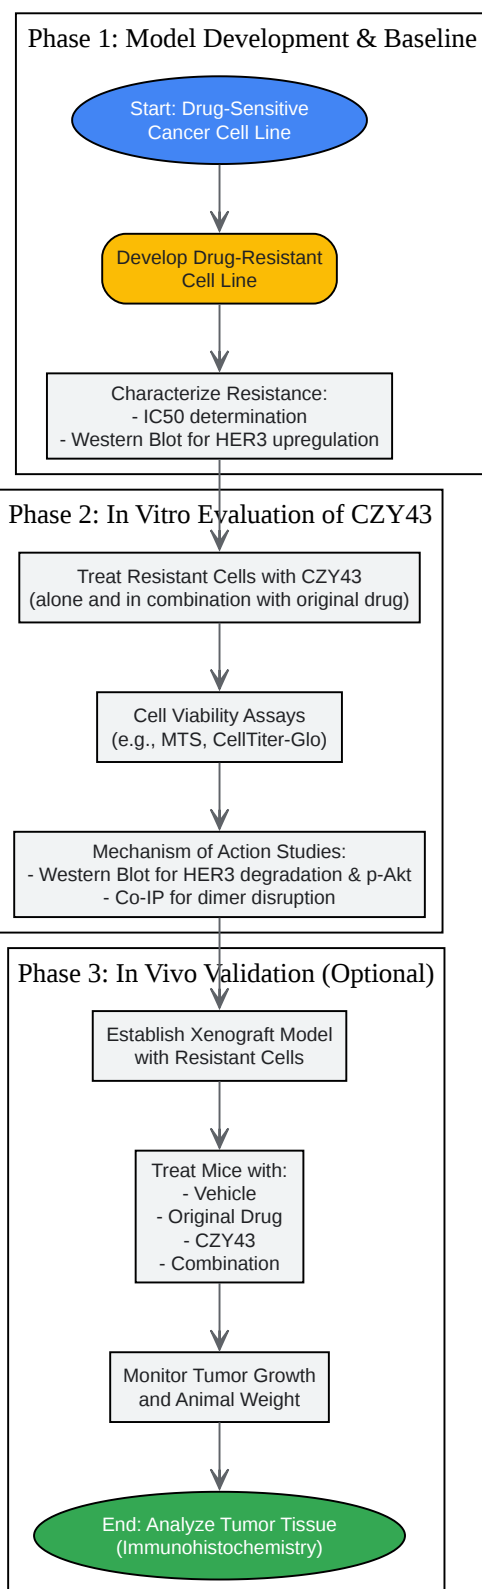 Phase 1: Model Development & Baseline
Start: Drug-Sensitive
Cancer Cell Line
Develop Drug-Resistant
Cell Line
Characterize Resistance:
- IC50 determination
- Western Blot for HER3 upregulation
Phase 2: In Vitro Evaluation of CZY43
Treat Resistant Cells with CZY43
(alone and in combination with original drug)
Cell Viability Assays
(e.g., MTS, CellTiter-Glo)
Mechanism of Action Studies:
- Western Blot for HER3 degradation & p-Akt
- Co-IP for dimer disruption
Phase 3: In Vivo Validation (Optional)
Establish Xenograft Model
with Resistant Cells
Treat Mice with:
- Vehicle
- Original Drug
- CZY43
- Combination
Monitor Tumor Growth
and Animal Weight
End: Analyze Tumor Tissue
(Immunohistochemistry)